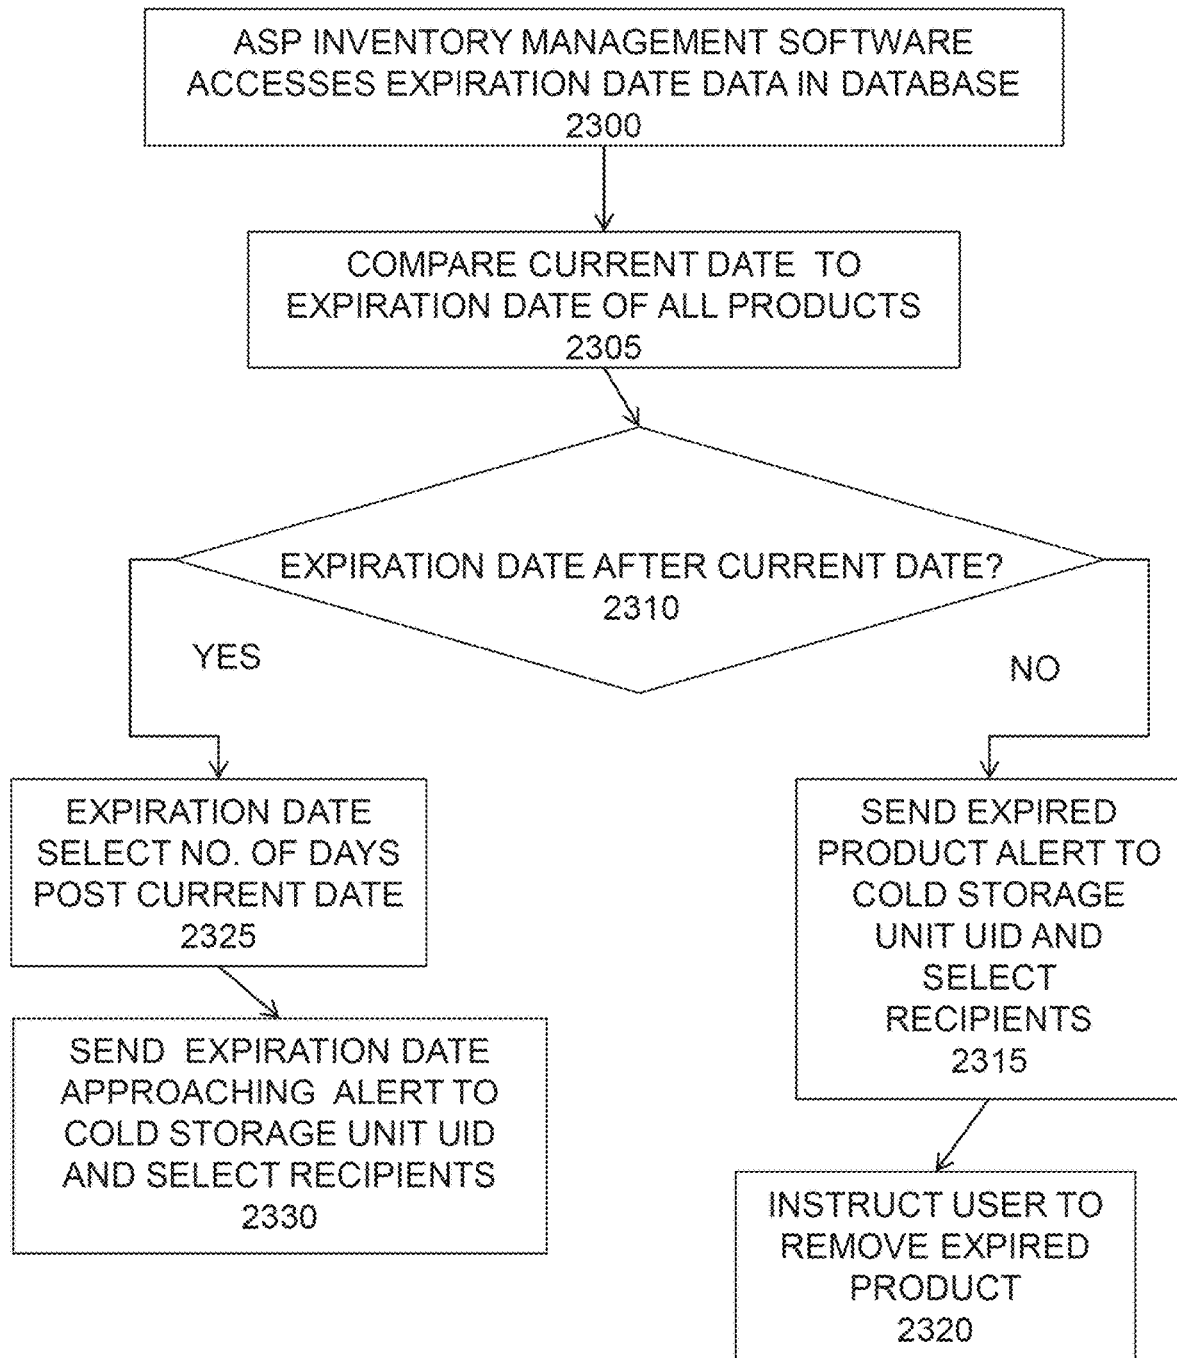 ASP INVENTORY MANAGEMENT SOFTWARE
ACCESSES EXPIRATION DATE DATA IN DATABASE
2300
COMPARE CURRENT DATE TO
EXPIRATION DATE OF ALL PRODUCTS
2305
EXPIRATION DATE AFTER CURRENT DATE?
2310
YES
NO
EXPIRATION DATE
SELECT NO. OF DAYS
POST CURRENT DATE
2325
SEND EXPIRATION DATE
APPROACHING ALERT TO
COLD STORAGE UNIT UID
AND SELECT RECIPIENTS
2330
SEND EXPIRED
PRODUCT ALERT TO
COLD STORAGE
UNIT UID AND
SELECT
RECIPIENTS
2315
INSTRUCT USER TO
REMOVE EXPIRED
PRODUCT
2320